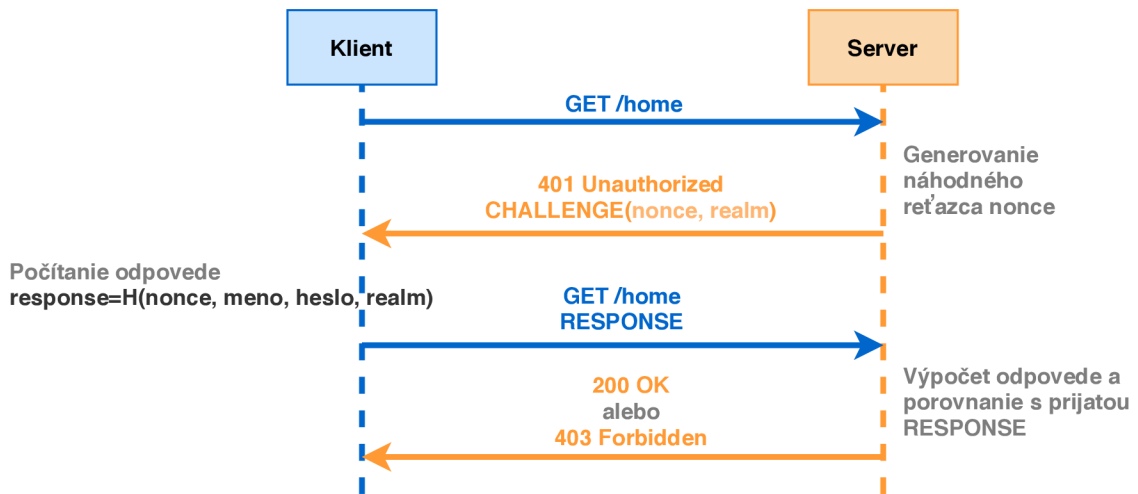 Klient
Server
GET /home
Generovanie
náhodného
reťazca nonce
401 Unauthorized
CHALLENGE(nonce, realm)
Počítanie odpovede
response=H(nonce, meno, heslo, realm)
GET /home
RESPONSE
200 OK
alebo
403 Forbidden
Výpočet odpovede a
porovnanie s prijatou
RESPONSE